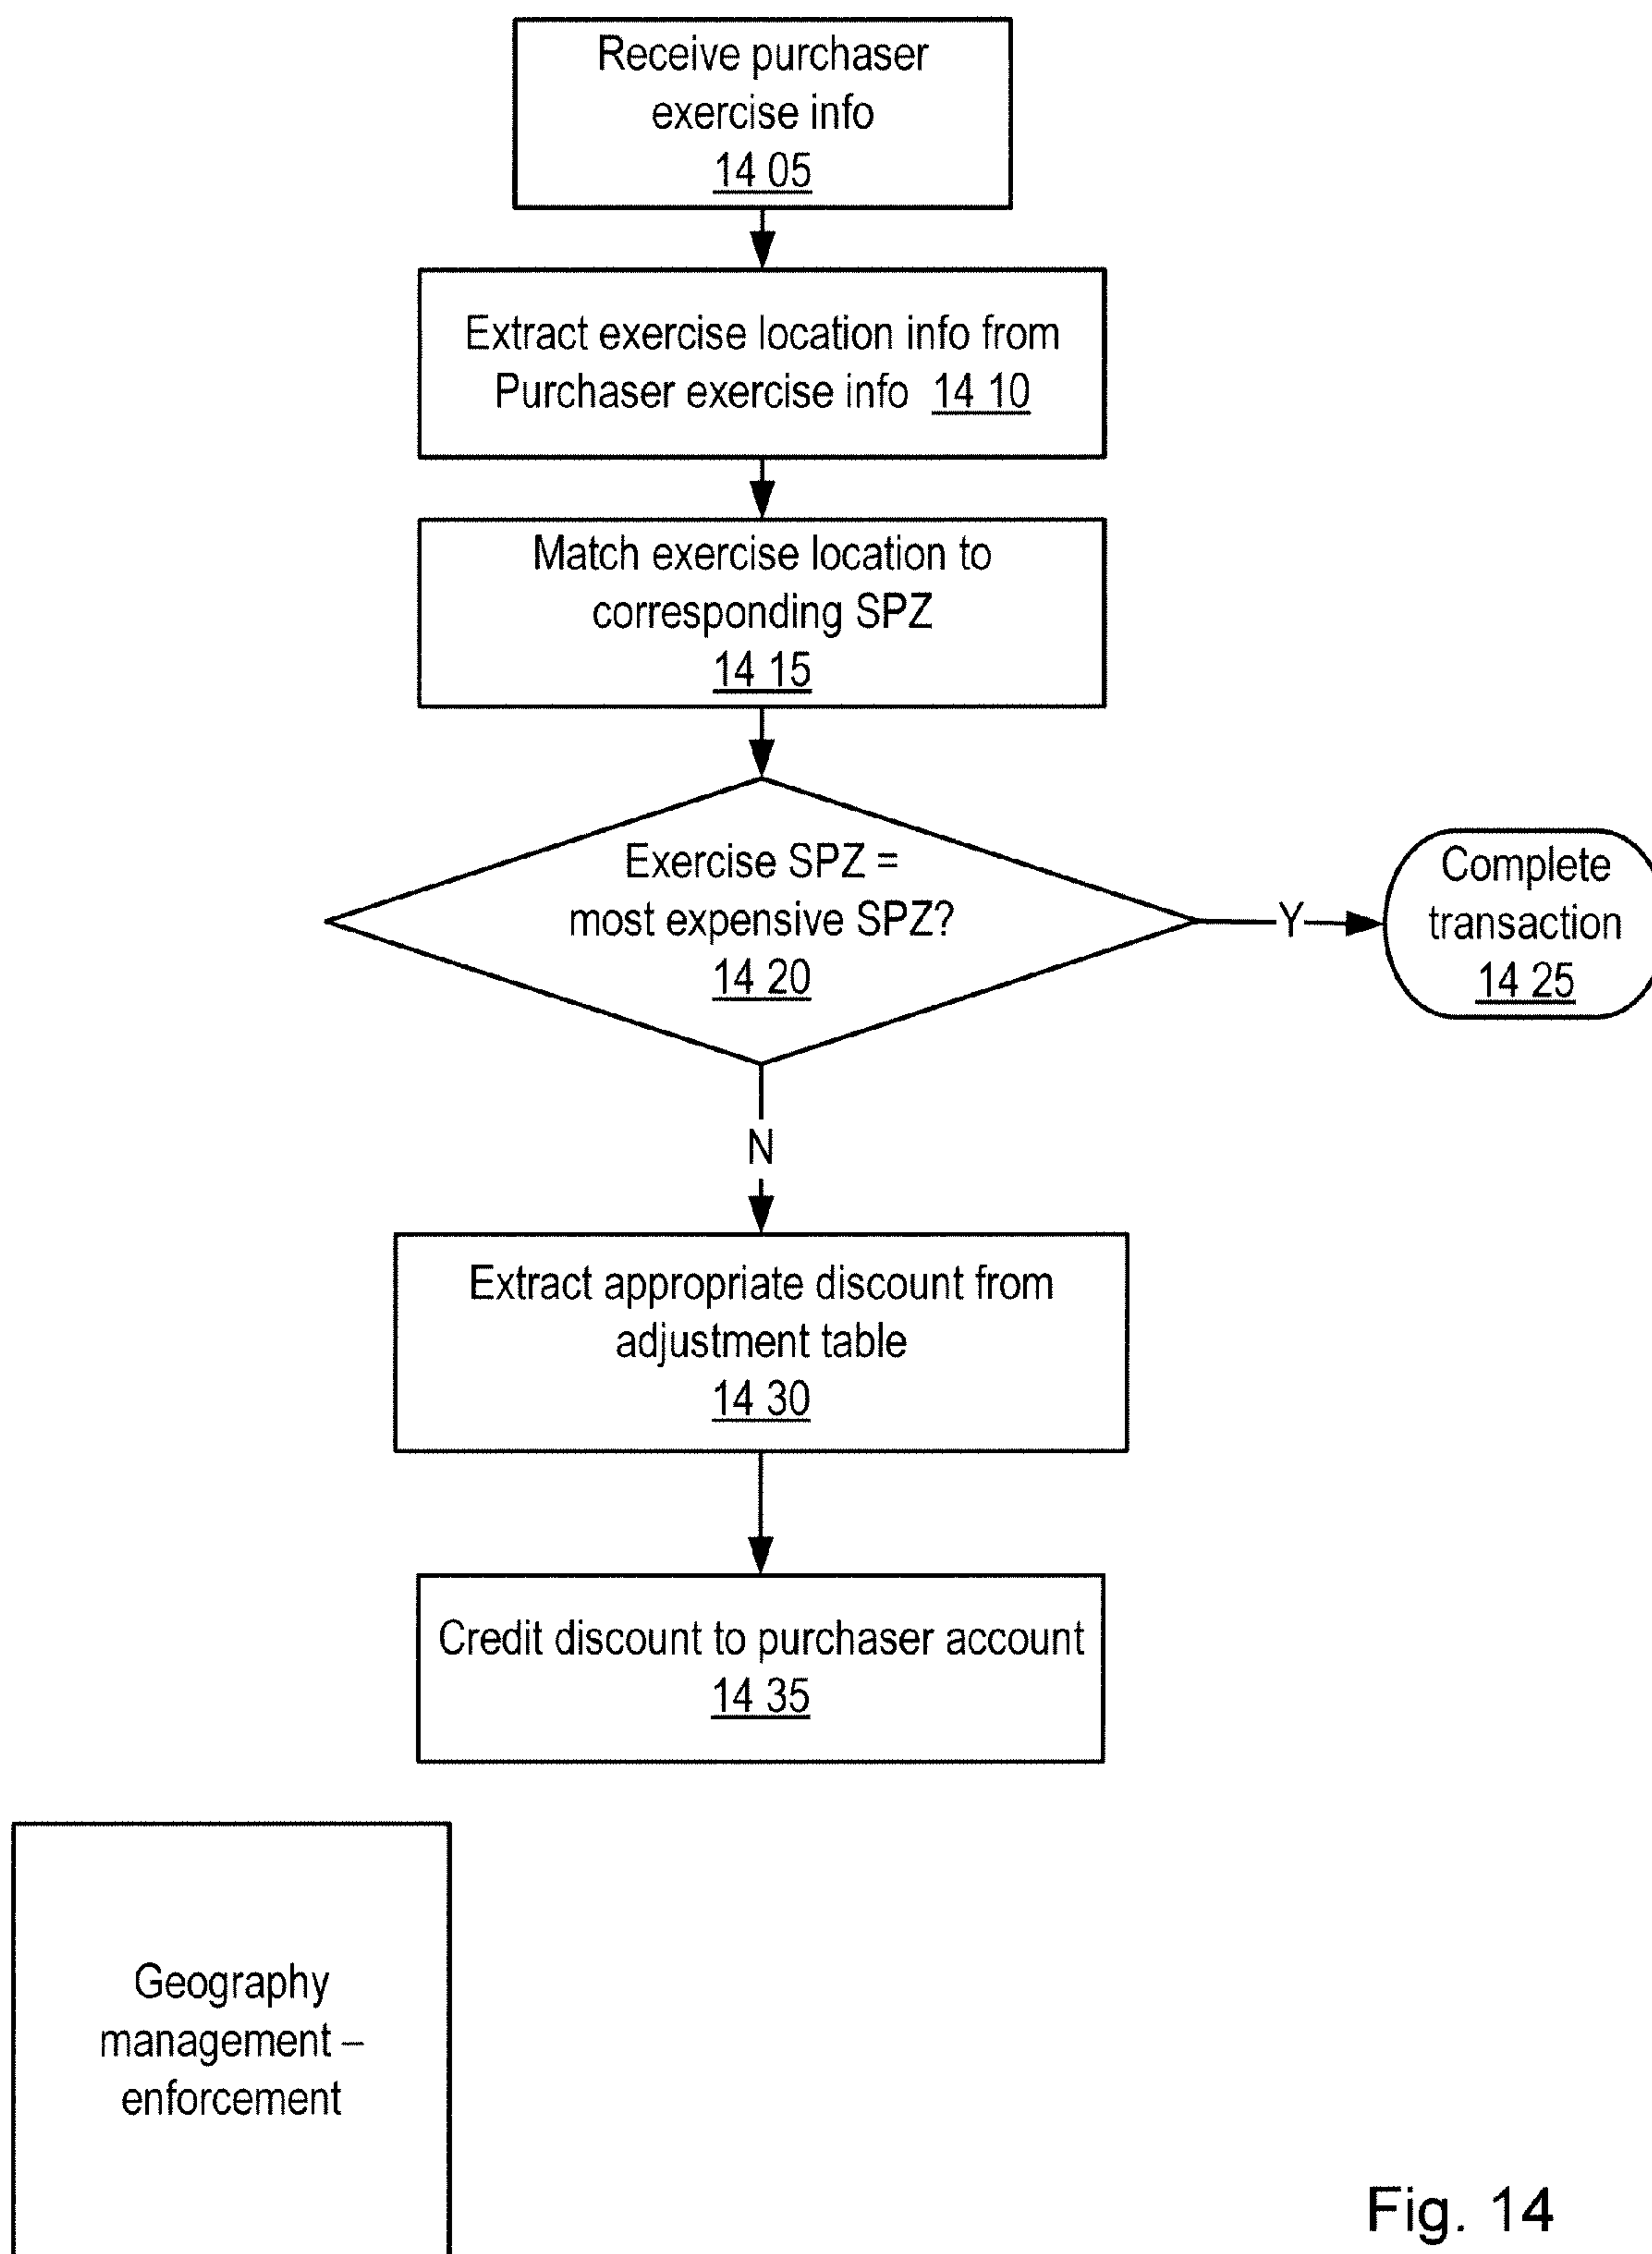 Receive purchaser
exercise info
14 05
Extract exercise location info from
Purchaser exercise info 14 10
Match exercise location to
corresponding SPZ
14 15
Exercise SPZ =
most expensive SPZ?
14 20
Y
Complete
transaction
14 25
N
Extract appropriate discount from
adjustment table
14 30
Credit discount to purchaser account
14 35
Geography
management –
enforcement
Fig. 14